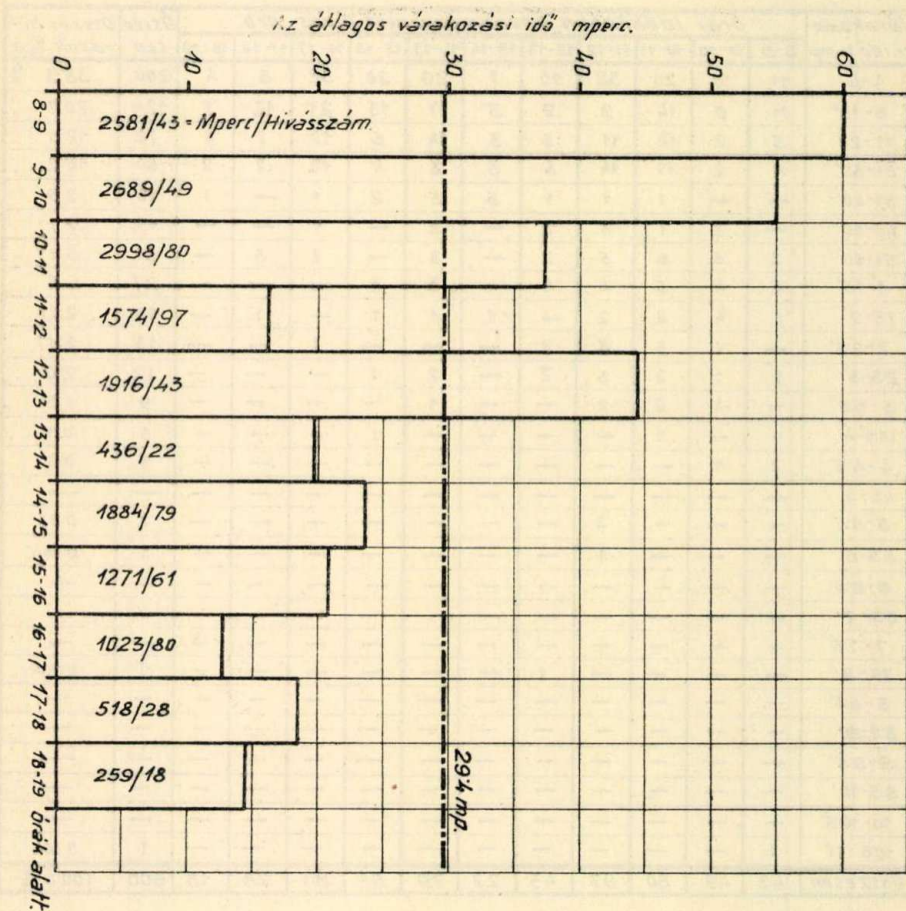 Az átlagos várakozási idő mperc.
0 10 20 30 40 50 60
8-9 2581/43 = Mperc/Hívásszám
9-10 2689/49
10-11 2998/80
11-12 1574/97
12-13 1916/43
13-14 436/22
14-15 1884/79
15-16 1271/61
16-17 1023/80
17-18 518/28
18-19 259/18
29.4 mp.
órák alatt.